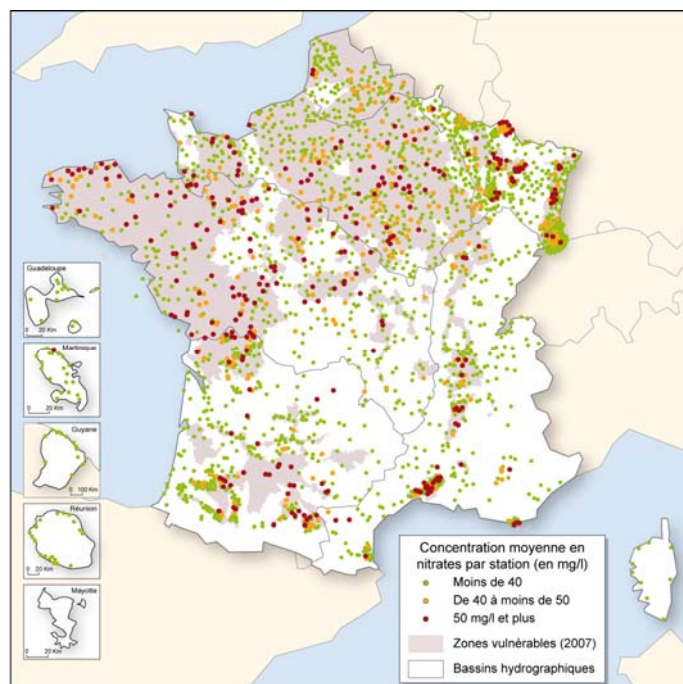 Guadeloupe
0 20 Km
Martinique
0 20 Km
Guyane
0 100 Km
Réunion
0 20 Km
Mayotte
0 20 Km
Concentration moyenne en
nitrates par station (en mg/l)
Moins de 40
De 40 à moins de 50
50 mg/l et plus
Zones vulnérables (2007)
Bassins hydrographiques